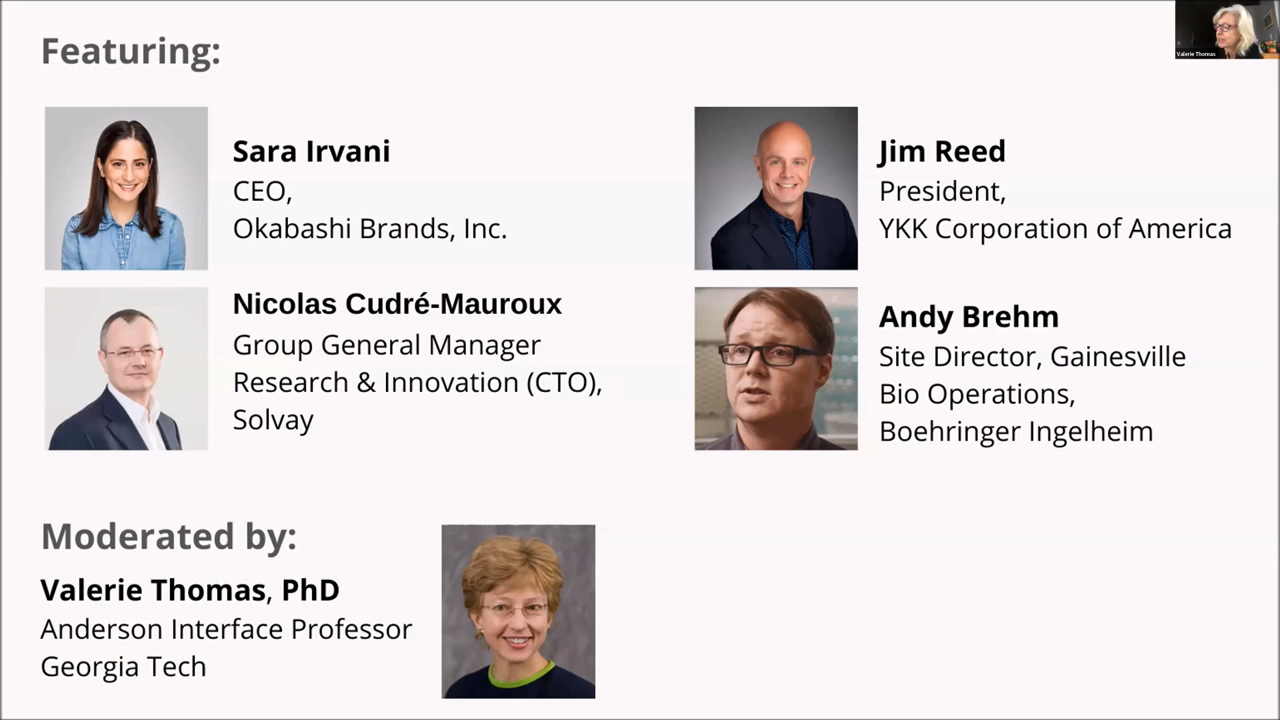 Featuring:
Valerie Thomas
Sara Irvani
CEO,
Okabashi Brands, Inc.
Jim Reed
President,
YKK Corporation of America
Nicolas Cudré-Mauroux
Group General Manager
Research & Innovation (CTO),
Solvay
Andy Brehm
Site Director, Gainesville
Bio Operations,
Boehringer Ingelheim
Moderated by:
Valerie Thomas, PhD
Anderson Interface Professor
Georgia Tech